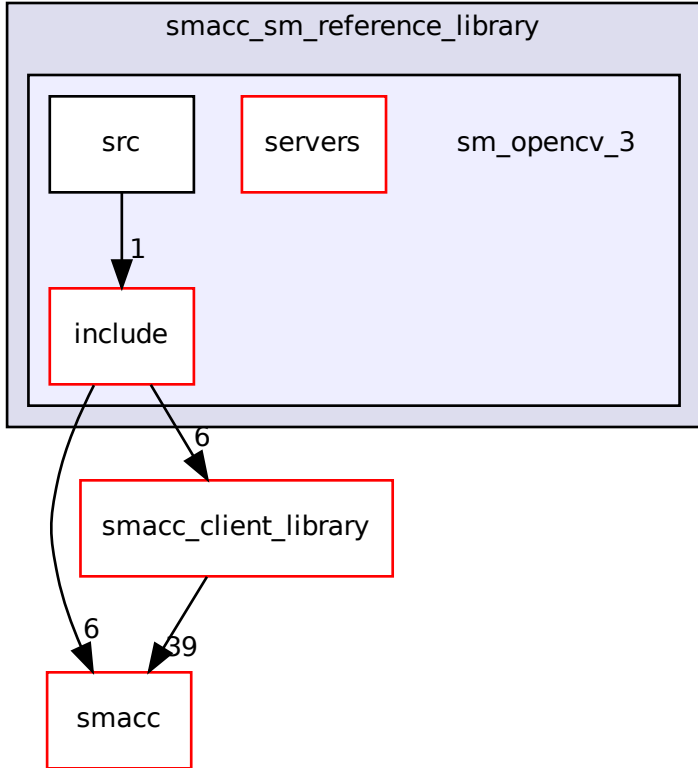 smacc_sm_reference_library
src
servers
sm_opencv_3
1
include
6
smacc_client_library
6
39
smacc